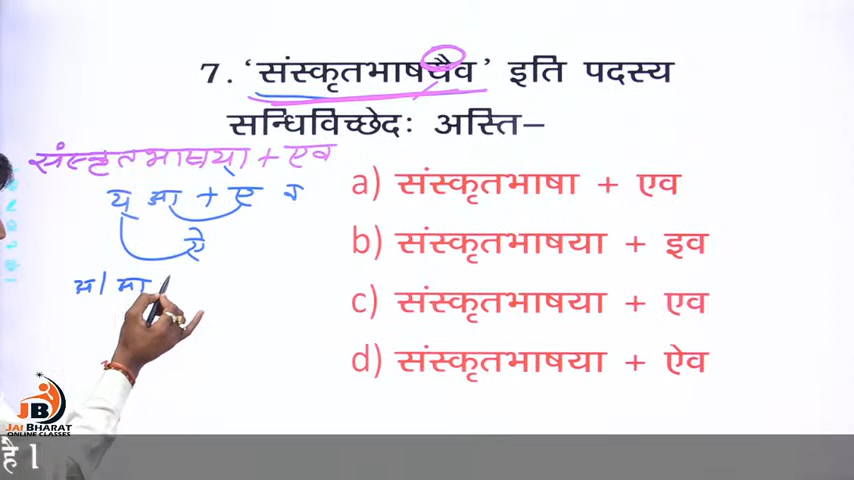 7. ‘संस्कृतभाषयैव’ इति पदस्य
सन्धिविच्छेदः अस्ति–
संस्कृतभाषया + एव
य् आ + ए व
ऐ
a) संस्कृतभाषा + एव
b) संस्कृतभाषया + इव
c) संस्कृतभाषया + एव
d) संस्कृतभाषया + ऐव
JB
JAI BHARAT
ONLINE CLASSES
है ।